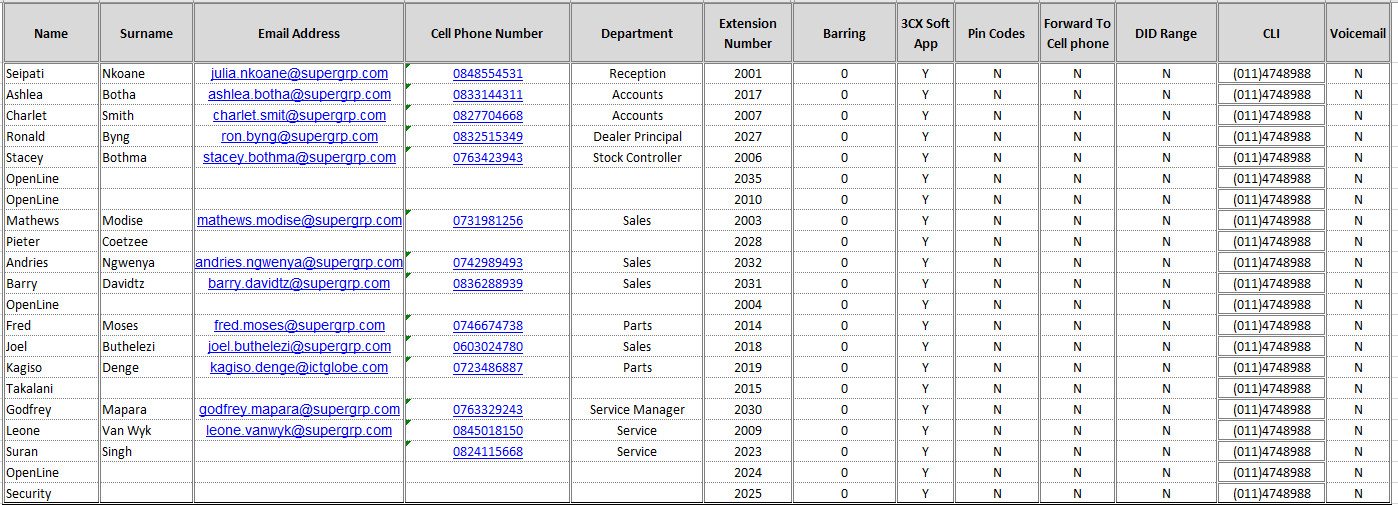 Name Surname Email Address Cell Phone Number Department Extension Number Barring 3CX Soft App Pin Codes Forward To Cell phone DID Range CLI Voicemail
Seipati Nkoane julia.nkoane@supergrp.com 0848554531 Reception 2001 0 Y N N N (011)4748988 N
Ashlea Botha ashlea.botha@supergrp.com 0833144311 Accounts 2017 0 Y N N N (011)4748988 N
Charlet Smith charlet.smit@supergrp.com 0827704668 Accounts 2007 0 Y N N N (011)4748988 N
Ronald Byng ron.byng@supergrp.com 0832515349 Dealer Principal 2027 0 Y N N N (011)4748988 N
Stacey Bothma stacey.bothma@supergrp.com 0763423943 Stock Controller 2006 0 Y N N N (011)4748988 N
OpenLine 2035 0 Y N N N (011)4748988 N
OpenLine 2010 0 Y N N N (011)4748988 N
Mathews Modise mathews.modise@supergrp.com 0731981256 Sales 2003 0 Y N N N (011)4748988 N
Pieter Coetzee 2028 0 Y N N N (011)4748988 N
Andries Ngwenya andries.ngwenya@supergrp.com 0742989493 Sales 2032 0 Y N N N (011)4748988 N
Barry Davidtz barry.davidtz@supergrp.com 0836288939 Sales 2031 0 Y N N N (011)4748988 N
OpenLine 2004 0 Y N N N (011)4748988 N
Fred Moses fred.moses@supergrp.com 0746674738 Parts 2014 0 Y N N N (011)4748988 N
Joel Buthelezi joel.buthelezi@supergrp.com 0603024780 Sales 2018 0 Y N N N (011)4748988 N
Kagiso Denge kagiso.denge@ictglobe.com 0723486887 Parts 2019 0 Y N N N (011)4748988 N
Takalani 2015 0 Y N N N (011)4748988 N
Godfrey Mapara godfrey.mapara@supergrp.com 0763329243 Service Manager 2030 0 Y N N N (011)4748988 N
Leone Van Wyk leone.vanwyk@supergrp.com 0845018150 Service 2009 0 Y N N N (011)4748988 N
Suran Singh 0824115668 Service 2023 0 Y N N N (011)4748988 N
OpenLine 2024 0 Y N N N (011)4748988 N
Security 2025 0 Y N N N (011)4748988 N